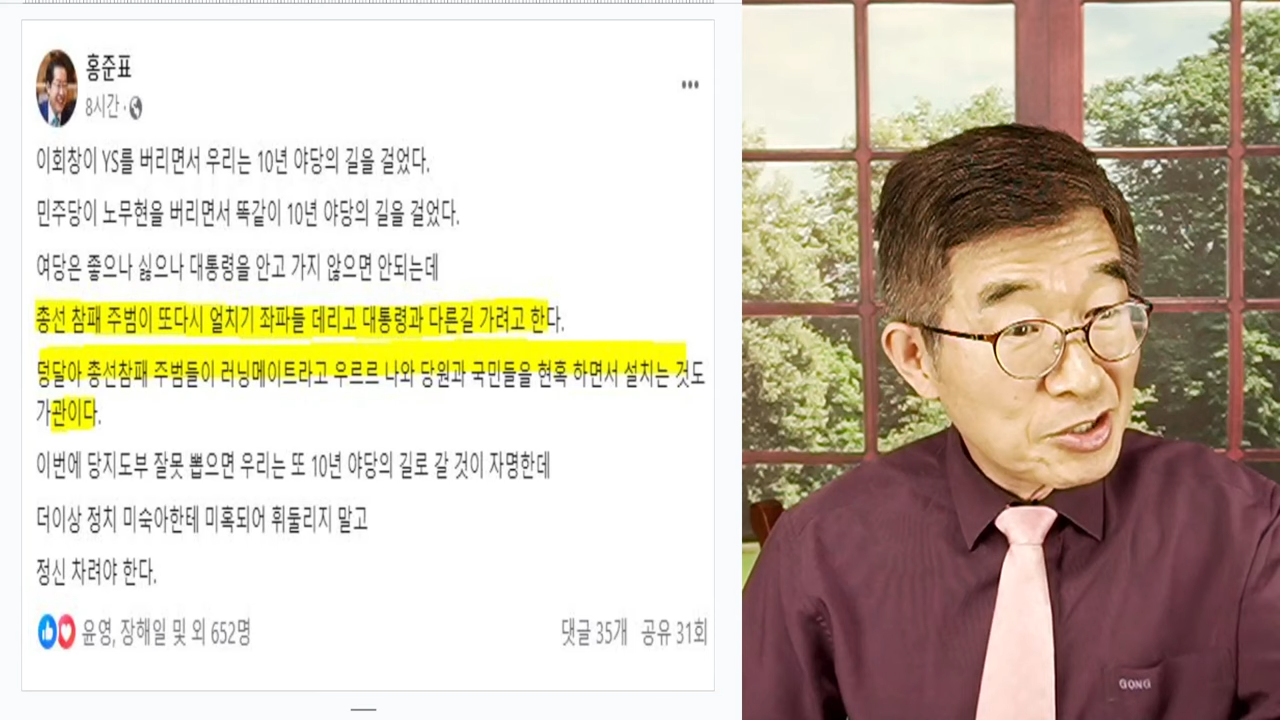 홍준표
8시간 ·
이회창이 YS를 버리면서 우리는 10년 야당의 길을 걸었다.
민주당이 노무현을 버리면서 똑같이 10년 야당의 길을 걸었다.
여당은 좋으나 싫으나 대통령을 안고 가지 않으면 안되는데
총선 참패 주범이 또다시 얼치기 좌파들 데리고 대통령과 다른길 가려고 한다.
덩달아 총선참패 주범들이 러닝메이트라고 우르르 나와 당원과 국민들을 현혹 하면서 설치는 것도
가관이다.
이번에 당지도부 잘못 뽑으면 우리는 또 10년 야당의 길로 갈 것이 자명한데
더이상 정치 미숙아한테 미혹되어 휘둘리지 말고
정신 차려야 한다.
윤영, 장해일 및 외 652명 댓글 35개 공유 31회
GONG